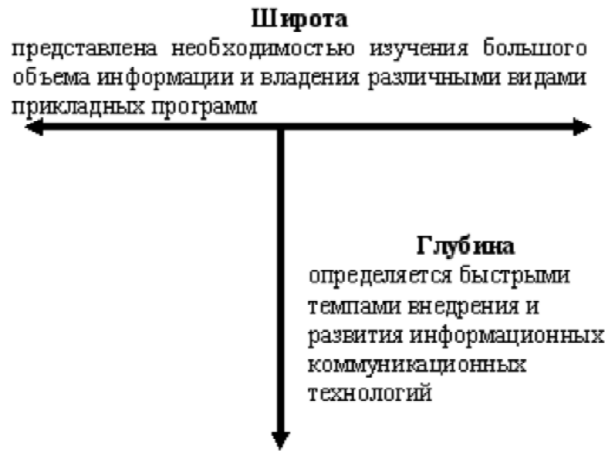 Широта
представлена необходимостью изучения большого
объема информации и владения различными видами
прикладных программ
Глубина
определяется быстрыми
темпами внедрения и
развития информационных
коммуникационных
технологий